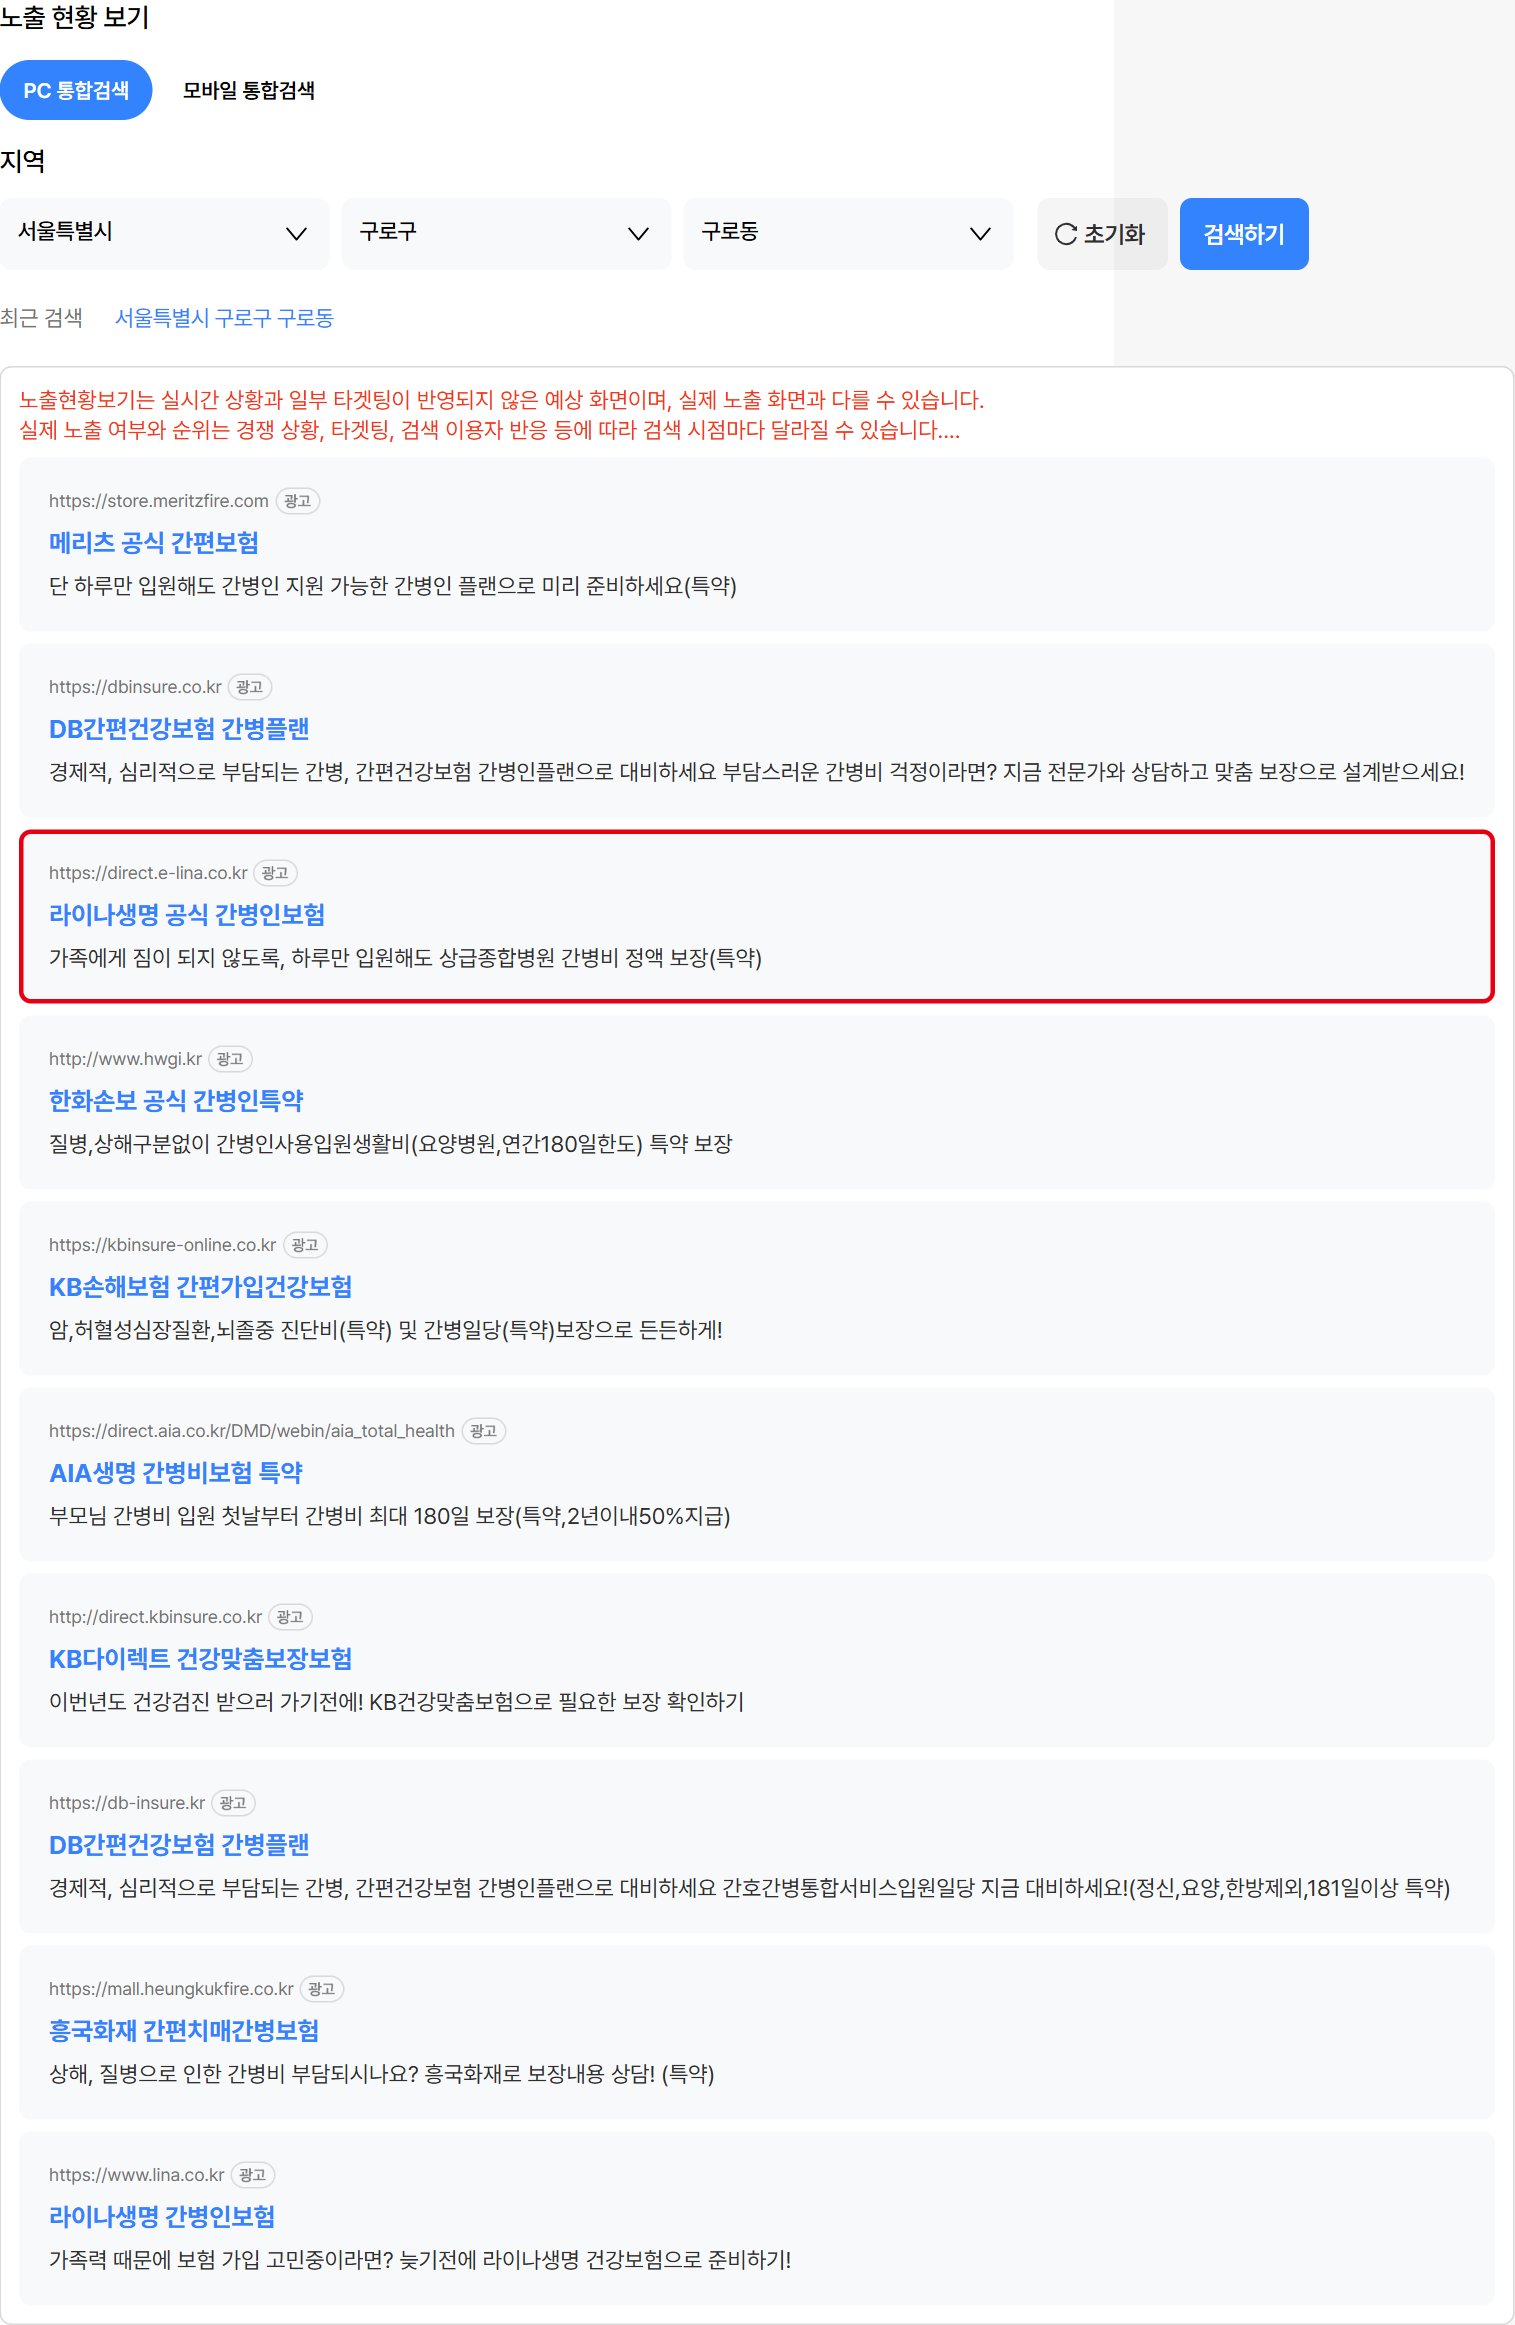 노출 현황 보기
PC 통합검색 모바일 통합검색
지역
서울특별시 구로구 구로동 초기화 검색하기
최근 검색 서울특별시 구로구 구로동
노출현황보기는 실시간 상황과 일부 타겟팅이 반영되지 않은 예상 화면이며, 실제 노출 화면과 다를 수 있습니다.
실제 노출 여부와 순위는 경쟁 상황, 타겟팅, 검색 이용자 반응 등에 따라 검색 시점마다 달라질 수 있습니다....
https://store.meritzfire.com 광고
메리츠 공식 간편보험
단 하루만 입원해도 간병인 지원 가능한 간병인 플랜으로 미리 준비하세요(특약)
https://dbinsure.co.kr 광고
DB간편건강보험 간병플랜
경제적, 심리적으로 부담되는 간병, 간편건강보험 간병인플랜으로 대비하세요 부담스러운 간병비 걱정이라면? 지금 전문가와 상담하고 맞춤 보장으로 설계받으세요!
https://direct.e-lina.co.kr 광고
라이나생명 공식 간병인보험
가족에게 짐이 되지 않도록, 하루만 입원해도 상급종합병원 간병비 정액 보장(특약)
http://www.hwgi.kr 광고
한화손보 공식 간병인특약
질병,상해구분없이 간병인사용입원생활비(요양병원,연간180일한도) 특약 보장
https://kbinsure-online.co.kr 광고
KB손해보험 간편가입건강보험
암,허혈성심장질환,뇌졸중 진단비(특약) 및 간병일당(특약)보장으로 든든하게!
https://direct.aia.co.kr/DMD/webin/aia_total_health 광고
AIA생명 간병비보험 특약
부모님 간병비 입원 첫날부터 간병비 최대 180일 보장(특약,2년이내50%지급)
http://direct.kbinsure.co.kr 광고
KB다이렉트 건강맞춤보장보험
이번년도 건강검진 받으러 가기전에! KB건강맞춤보험으로 필요한 보장 확인하기
https://db-insure.kr 광고
DB간편건강보험 간병플랜
경제적, 심리적으로 부담되는 간병, 간편건강보험 간병인플랜으로 대비하세요 간호간병통합서비스입원일당 지금 대비하세요!(정신,요양,한방제외,181일이상 특약)
https://mall.heungkukfire.co.kr 광고
흥국화재 간편치매간병보험
상해, 질병으로 인한 간병비 부담되시나요? 흥국화재로 보장내용 상담! (특약)
https://www.lina.co.kr 광고
라이나생명 간병인보험
가족력 때문에 보험 가입 고민중이라면? 늦기전에 라이나생명 건강보험으로 준비하기!